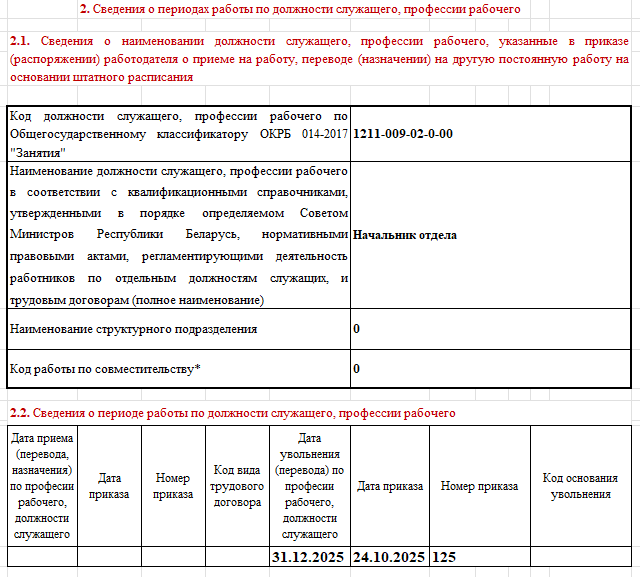 2. Сведения о периодах работы по должности служащего, профессии рабочего
2.1. Сведения о наименовании должности служащего, профессии рабочего, указанные в приказе
(распоряжении) работодателя о приеме на работу, переводе (назначении) на другую постоянную работу на
основании штатного расписания
Код должности служащего, профессии рабочего по
Общегосударственному классификатору ОКРБ 014-2017
"Занятия"
1211-009-02-0-00
Наименование должности служащего, профессии рабочего
в соответствии с квалификационными справочниками,
утвержденными в порядке определяемом Советом
Министров Республики Беларусь, нормативными
правовыми актами, регламентирующими деятельность
работников по отдельным должностям служащих, и
трудовым договорам (полное наименование)
Начальник отдела
Наименование структурного подразделения
0
Код работы по совместительству*
0
2.2. Сведения о периоде работы по должности служащего, профессии рабочего
Дата приема
(перевода,
назначения)
по професии
рабочего,
должности
служащего
Дата
приказа
Номер
приказа
Код вида
трудового
договора
Дата
увольнения
(перевода) по
професии
рабочего,
должности
служащего
Дата приказа
Номер приказа
Код основания
увольнения
31.12.2025
24.10.2025
125